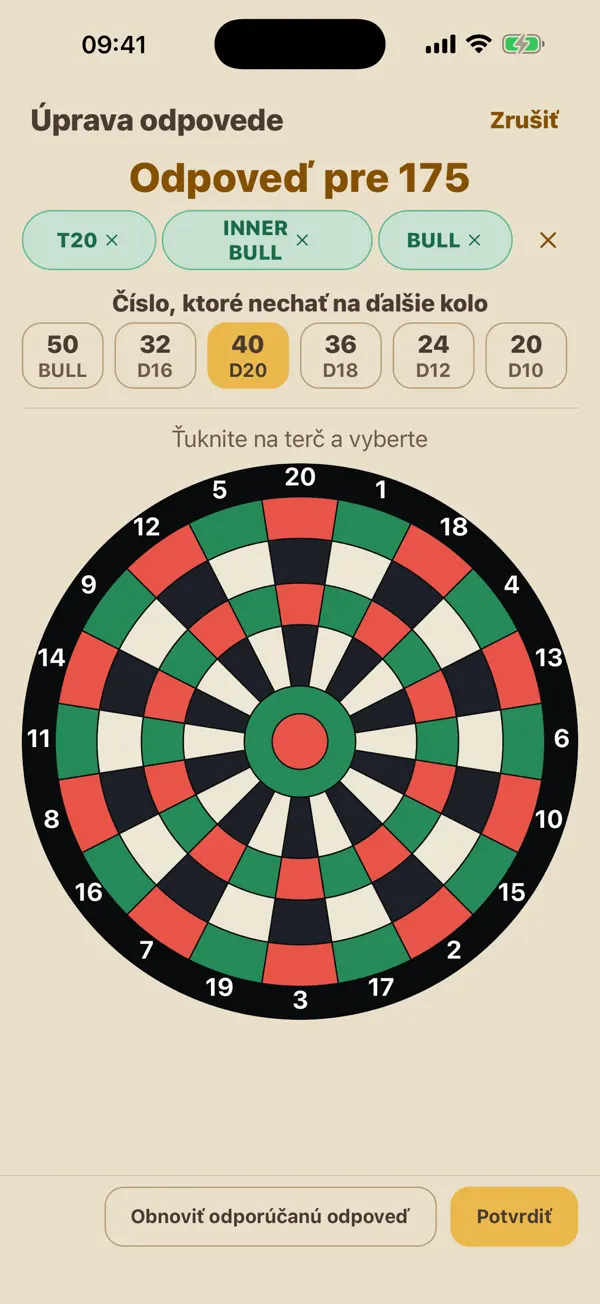 09:41
Úprava odpovede
Zrušiť
Odpoveď pre 175
T20 ×
INNER
BULL ×
BULL ×
×
Číslo, ktoré nechať na ďalšie kolo
50
BULL
32
D16
40
D20
36
D18
24
D12
20
D10
Ťuknite na terč a vyberte
20
1
18
4
13
6
10
15
2
17
3
19
7
16
8
11
14
9
12
5
Obnoviť odporúčanú odpoveď
Potvrdiť